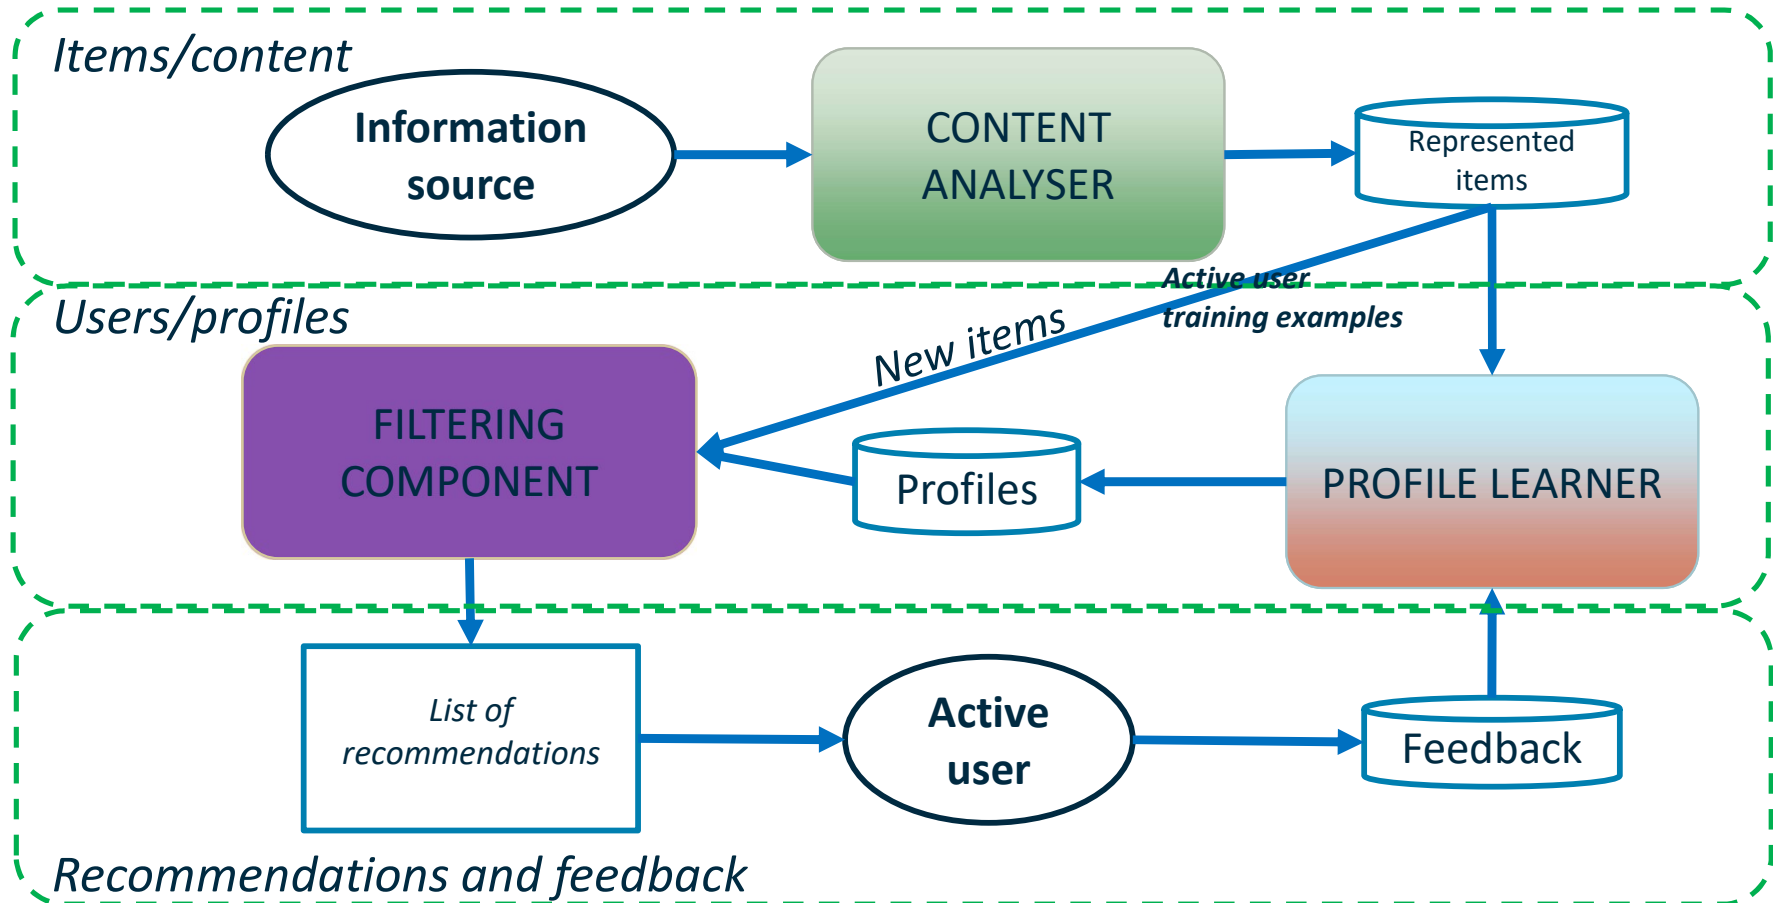 Items/content
Information
source
CONTENT
ANALYSER
Represented
items
Active user
training examples
Users/profiles
New items
FILTERING
COMPONENT
Profiles
PROFILE LEARNER
List of
recommendations
Active
user
Feedback
Recommendations and feedback